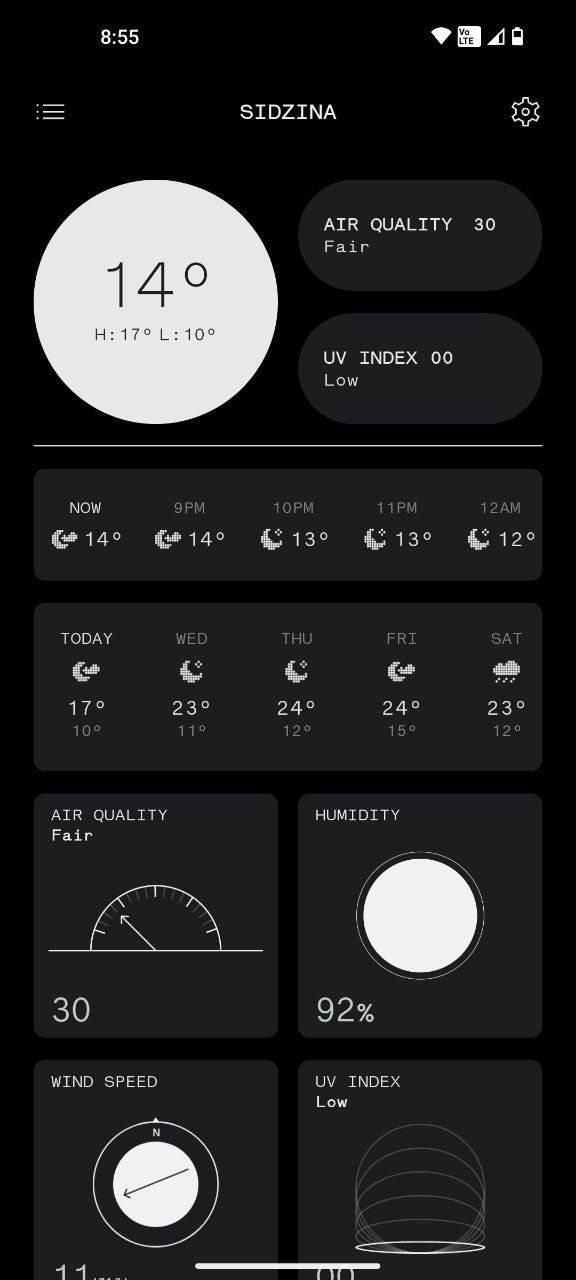 8:55
Vo
LTE
SIDZINA
14°
H:17° L:10°
AIR QUALITY 30
Fair
UV INDEX 00
Low
NOW 9PM 10PM 11PM 12AM
14° 14° 13° 13° 12°
TODAY WED THU FRI SAT
17° 23° 24° 24° 23°
10° 11° 12° 15° 12°
AIR QUALITY
Fair
30
HUMIDITY
92%
WIND SPEED
N
11
UV INDEX
Low
00